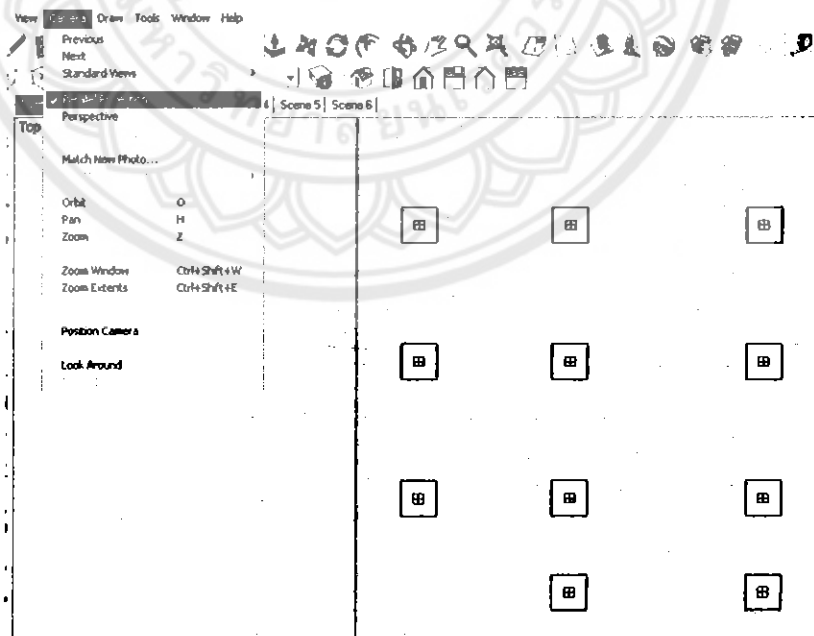 View Camera Draw Tools Window Help
Previous
Next
Standard Views
Perspective
Scene 5 Scene 6
Top
Match New Photo...
Orbit O
Pan H
Zoom Z
Zoom Window Ctrl+Shift+W
Zoom Extents Ctrl+Shift+E
Position Camera
Look Around